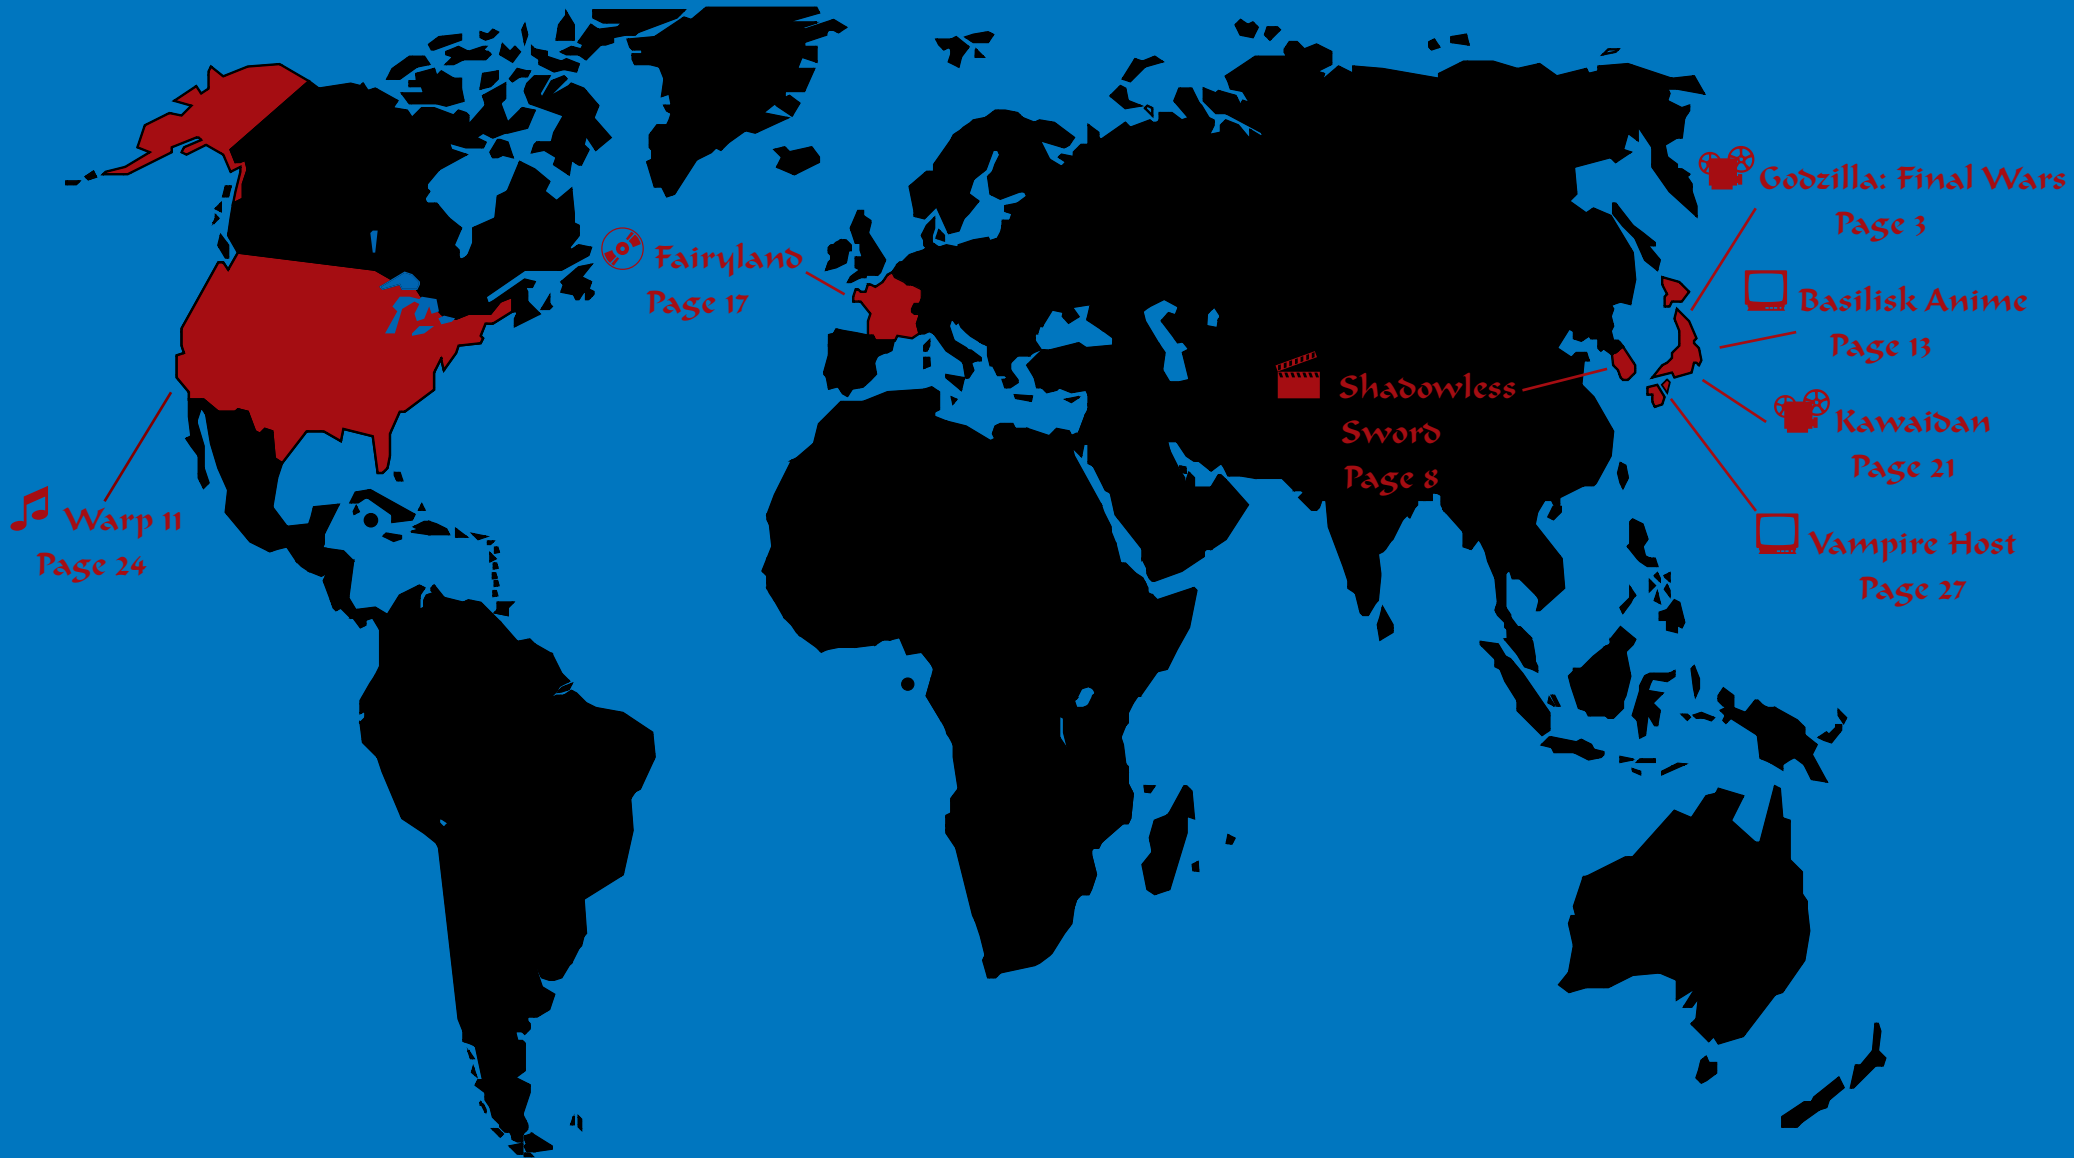 Godzilla: Final Wars
Page 3
Fairyland
Page 17
Basilisk Anime
Page 13
Shadowless
Sword
Page 8
Kawaidan
Page 21
Warp 11
Page 24
Vampire Host
Page 27